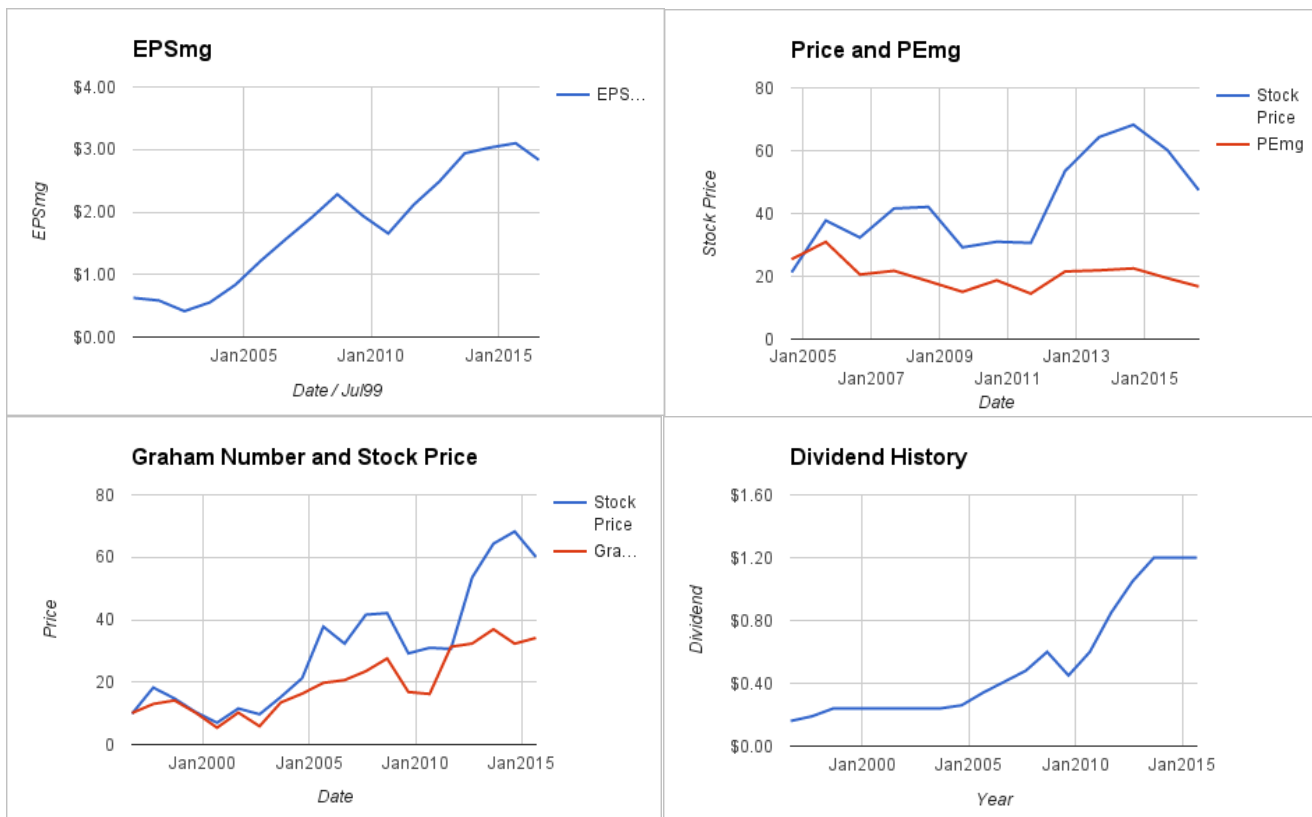 EPSmg
$4.00
$3.00
$2.00
$1.00
$0.00
EPSmg
EPS...
Jan2005 Jan2010 Jan2015
Date / Jul99
Price and PEmg
80
60
40
20
0
Stock Price
Stock
Price
PEmg
Jan2005 Jan2009 Jan2013
Jan2007 Jan2011 Jan2015
Date
Graham Number and Stock Price
80
60
40
20
0
Price
Stock
Price
Gra...
Jan2000 Jan2005 Jan2010 Jan2015
Date
Dividend History
$1.60
$1.20
$0.80
$0.40
$0.00
Dividend
Jan2000 Jan2005 Jan2010 Jan2015
Year